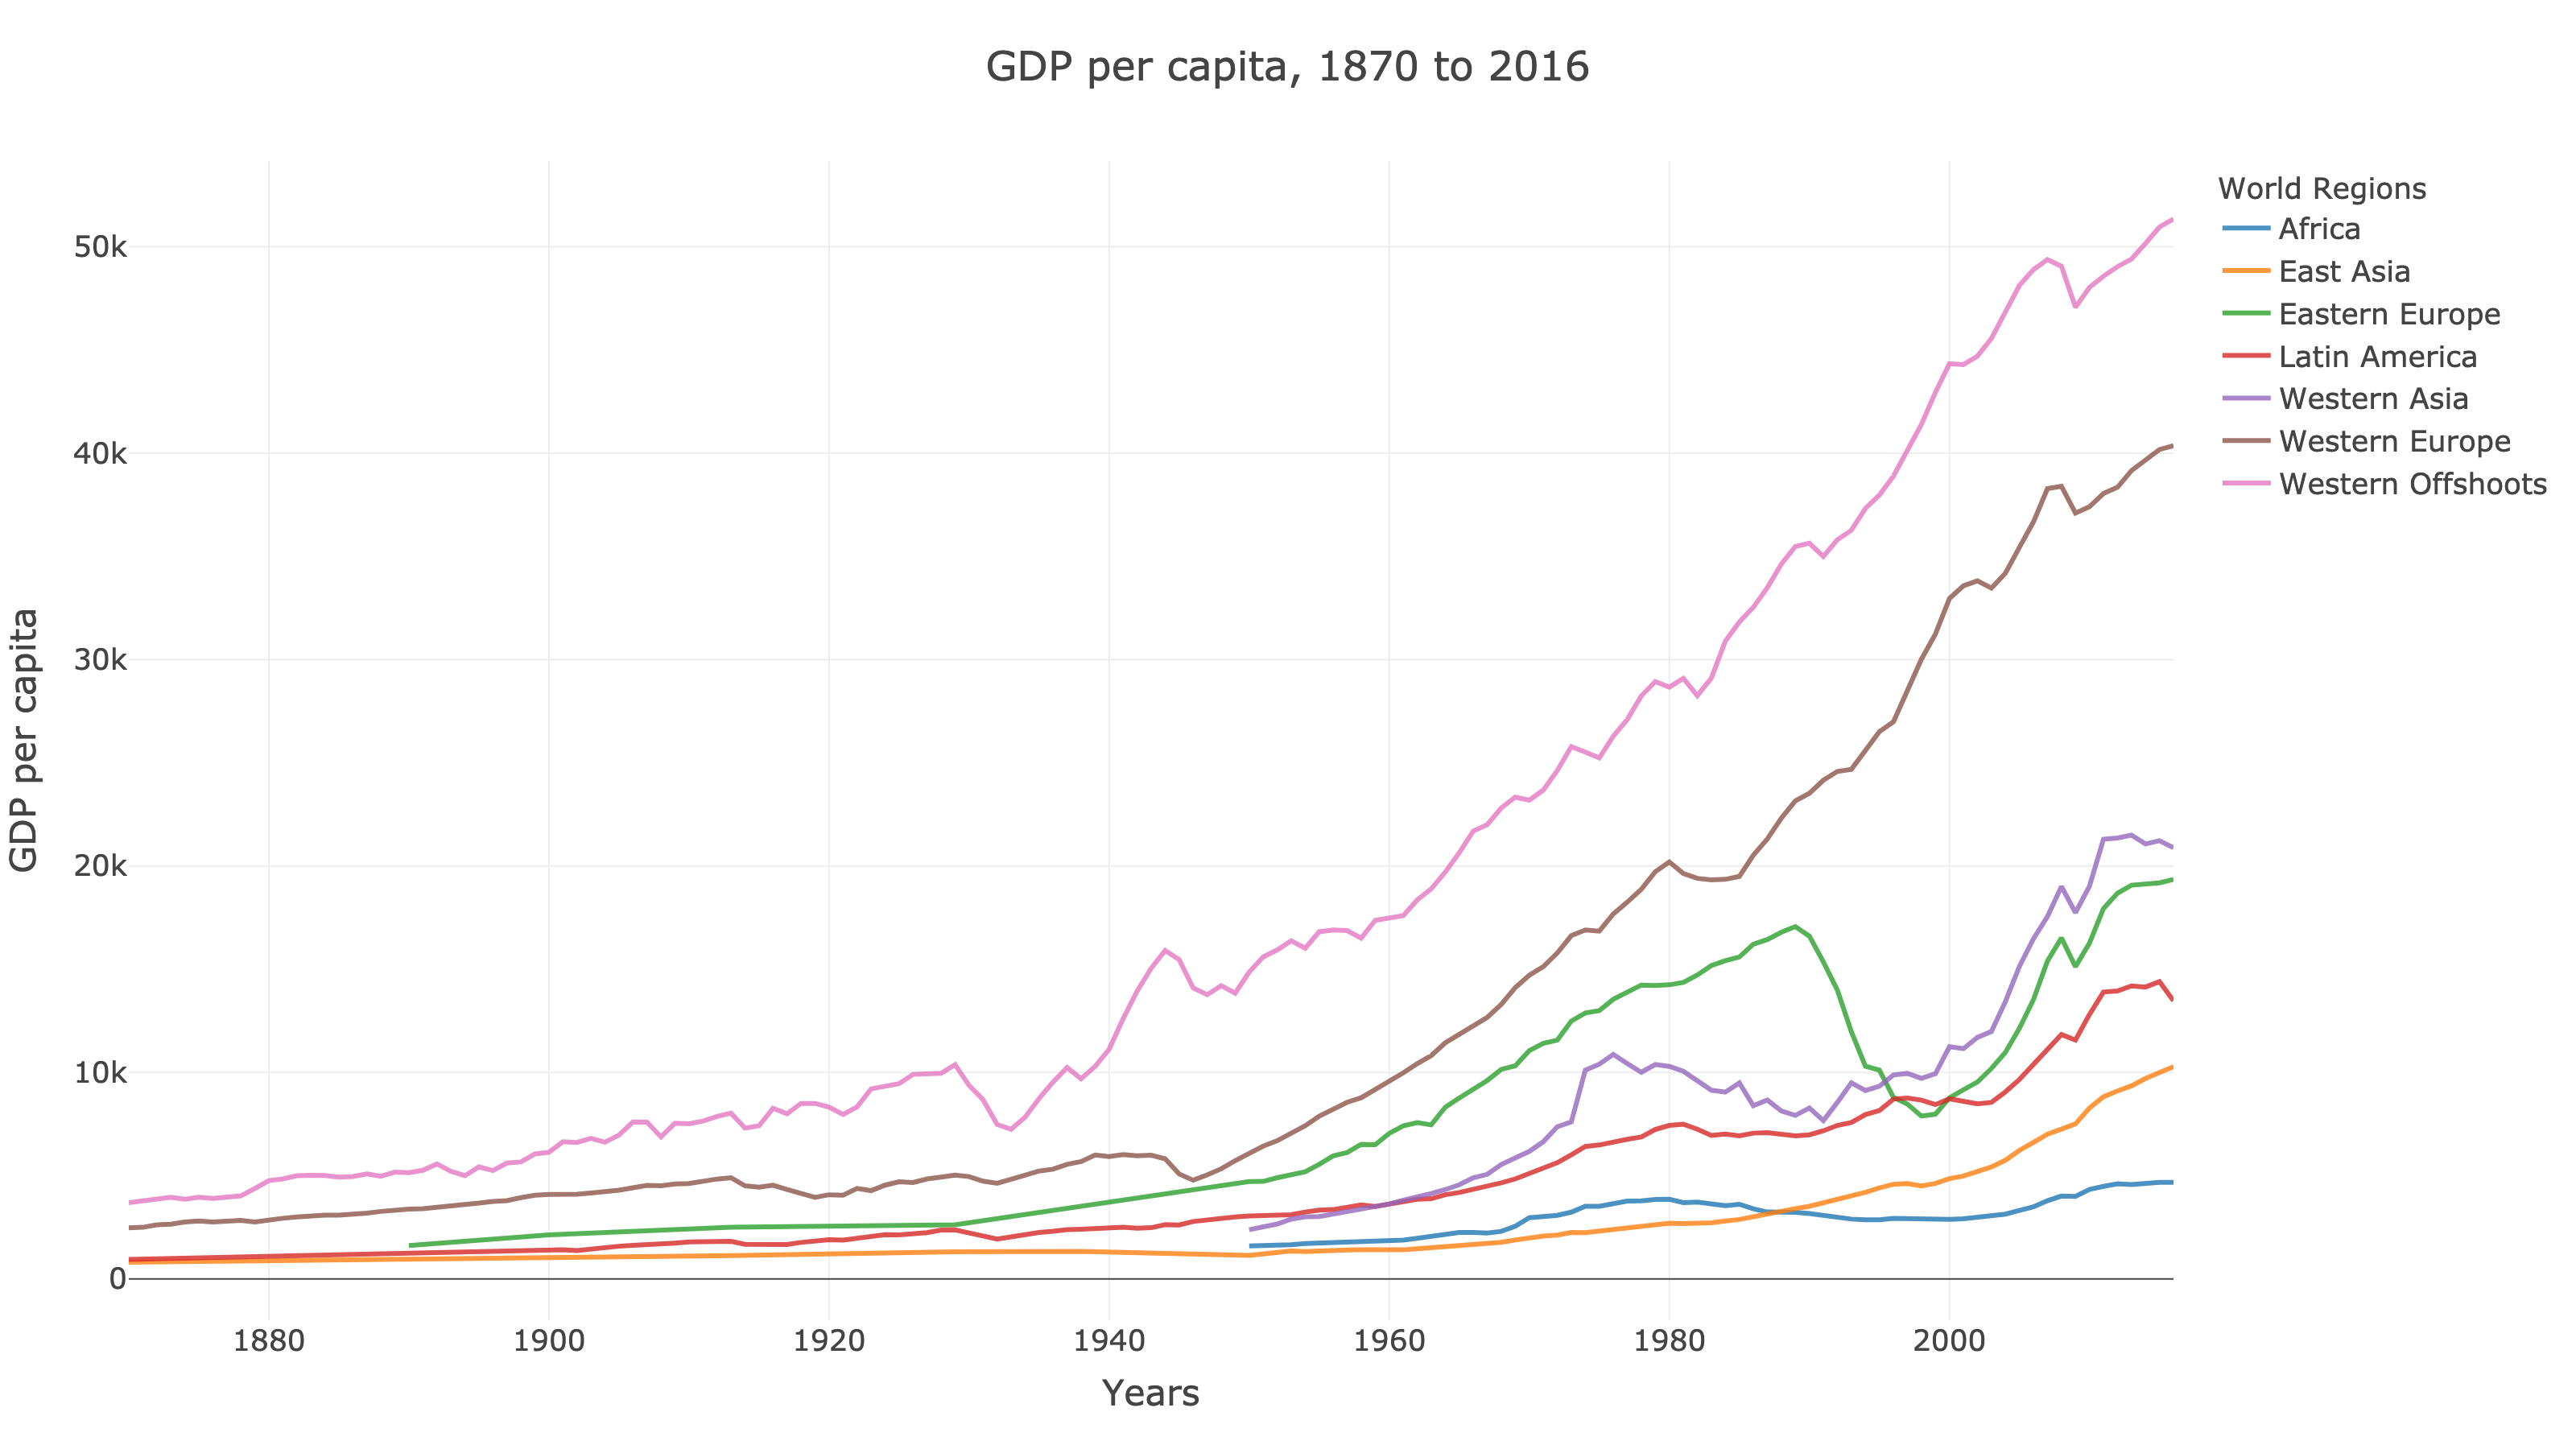 GDP per capita, 1870 to 2016
World Regions
Africa
East Asia
Eastern Europe
Latin America
Western Asia
Western Europe
Western Offshoots
GDP per capita
50k
40k
30k
20k
10k
0
1880 1900 1920 1940 1960 1980 2000
Years